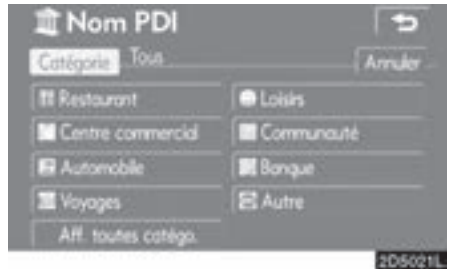 Nom PDI
Catégorie Tous Annuler
Restaurant Loisirs
Centre commercial Communauté
Automobile Banque
Voyages Autre
Aff. toutes catégo.
2D5021L